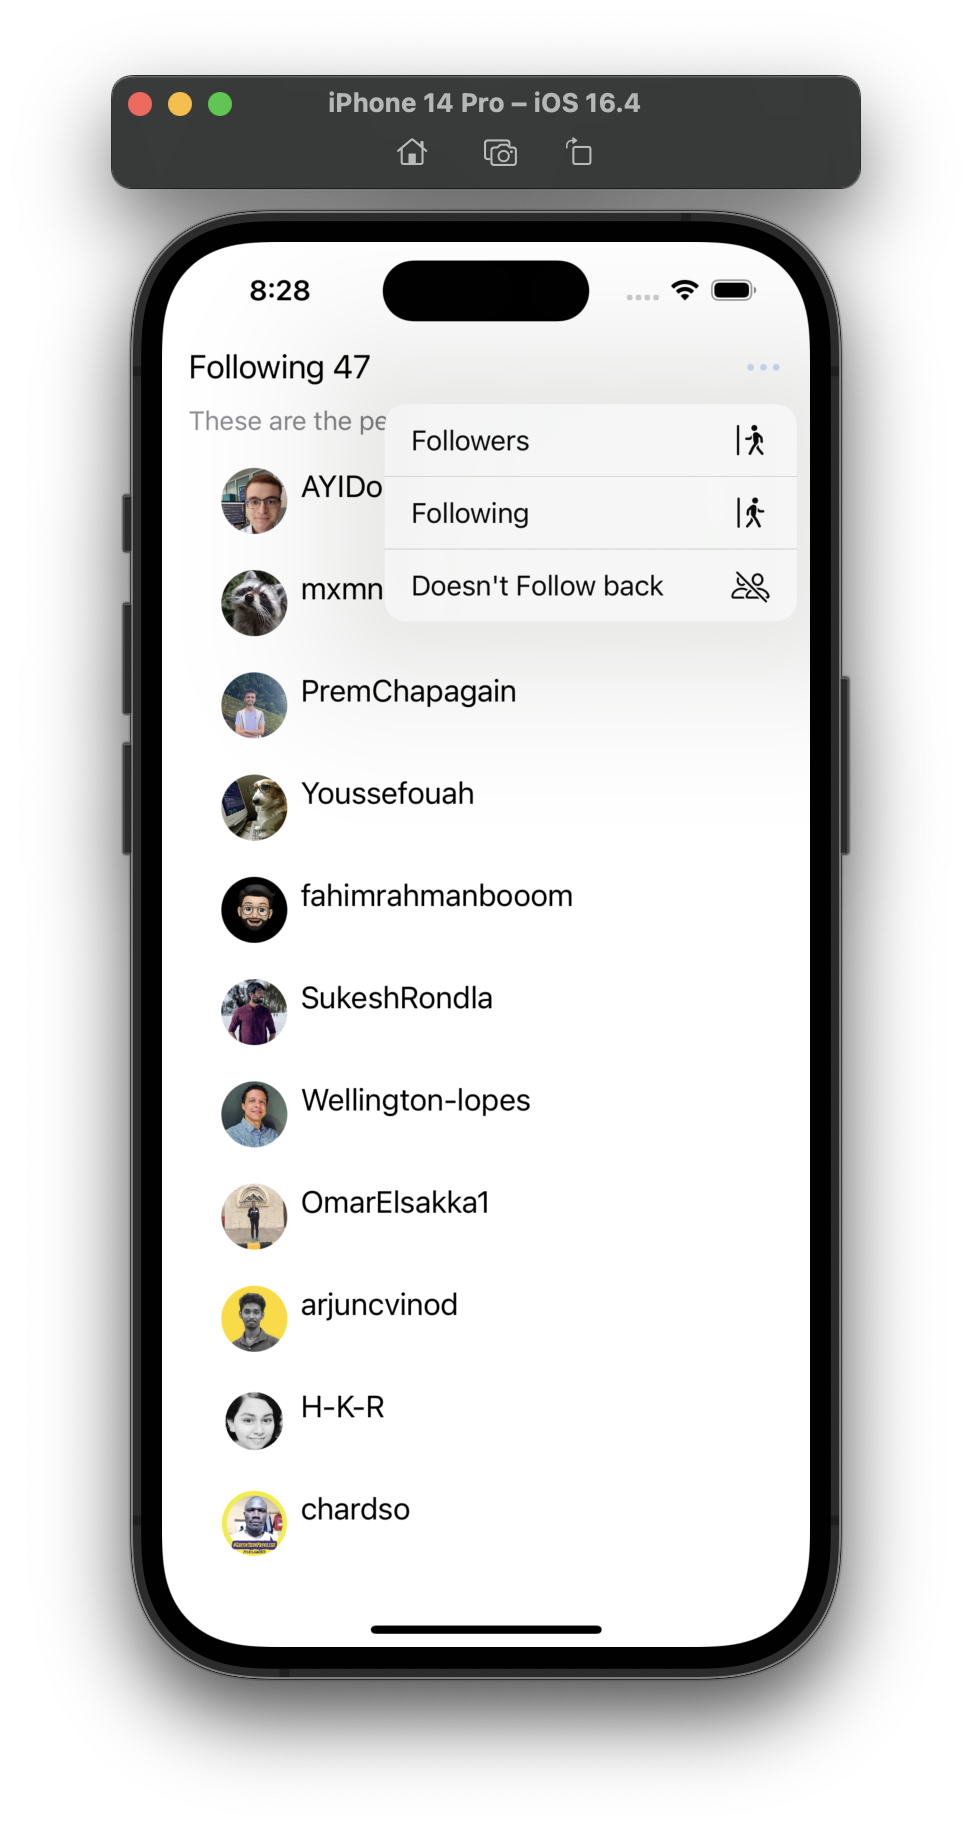 iPhone 14 Pro – iOS 16.4
8:28
Following 47
These are the pe
Followers
Following
Doesn't Follow back
AYIDo
mxmn
PremChapagain
Youssefouah
fahimrahmanbooom
SukeshRondla
Wellington-lopes
OmarElsakka1
arjuncvinod
H-K-R
chardso